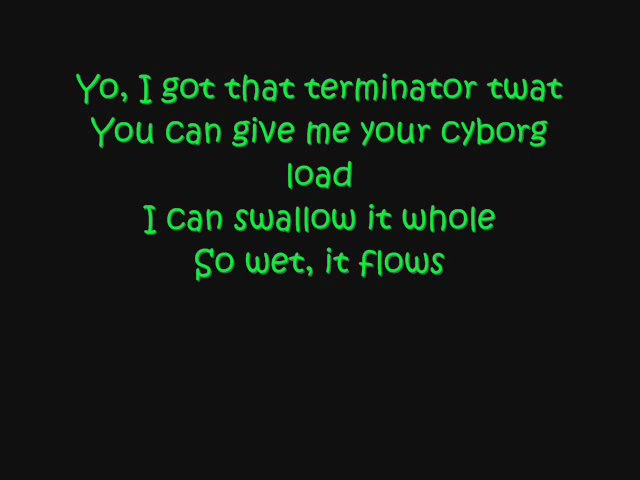 Yo, I got that terminator twat
You can give me your cyborg
load
I can swallow it whole
So wet, it flows